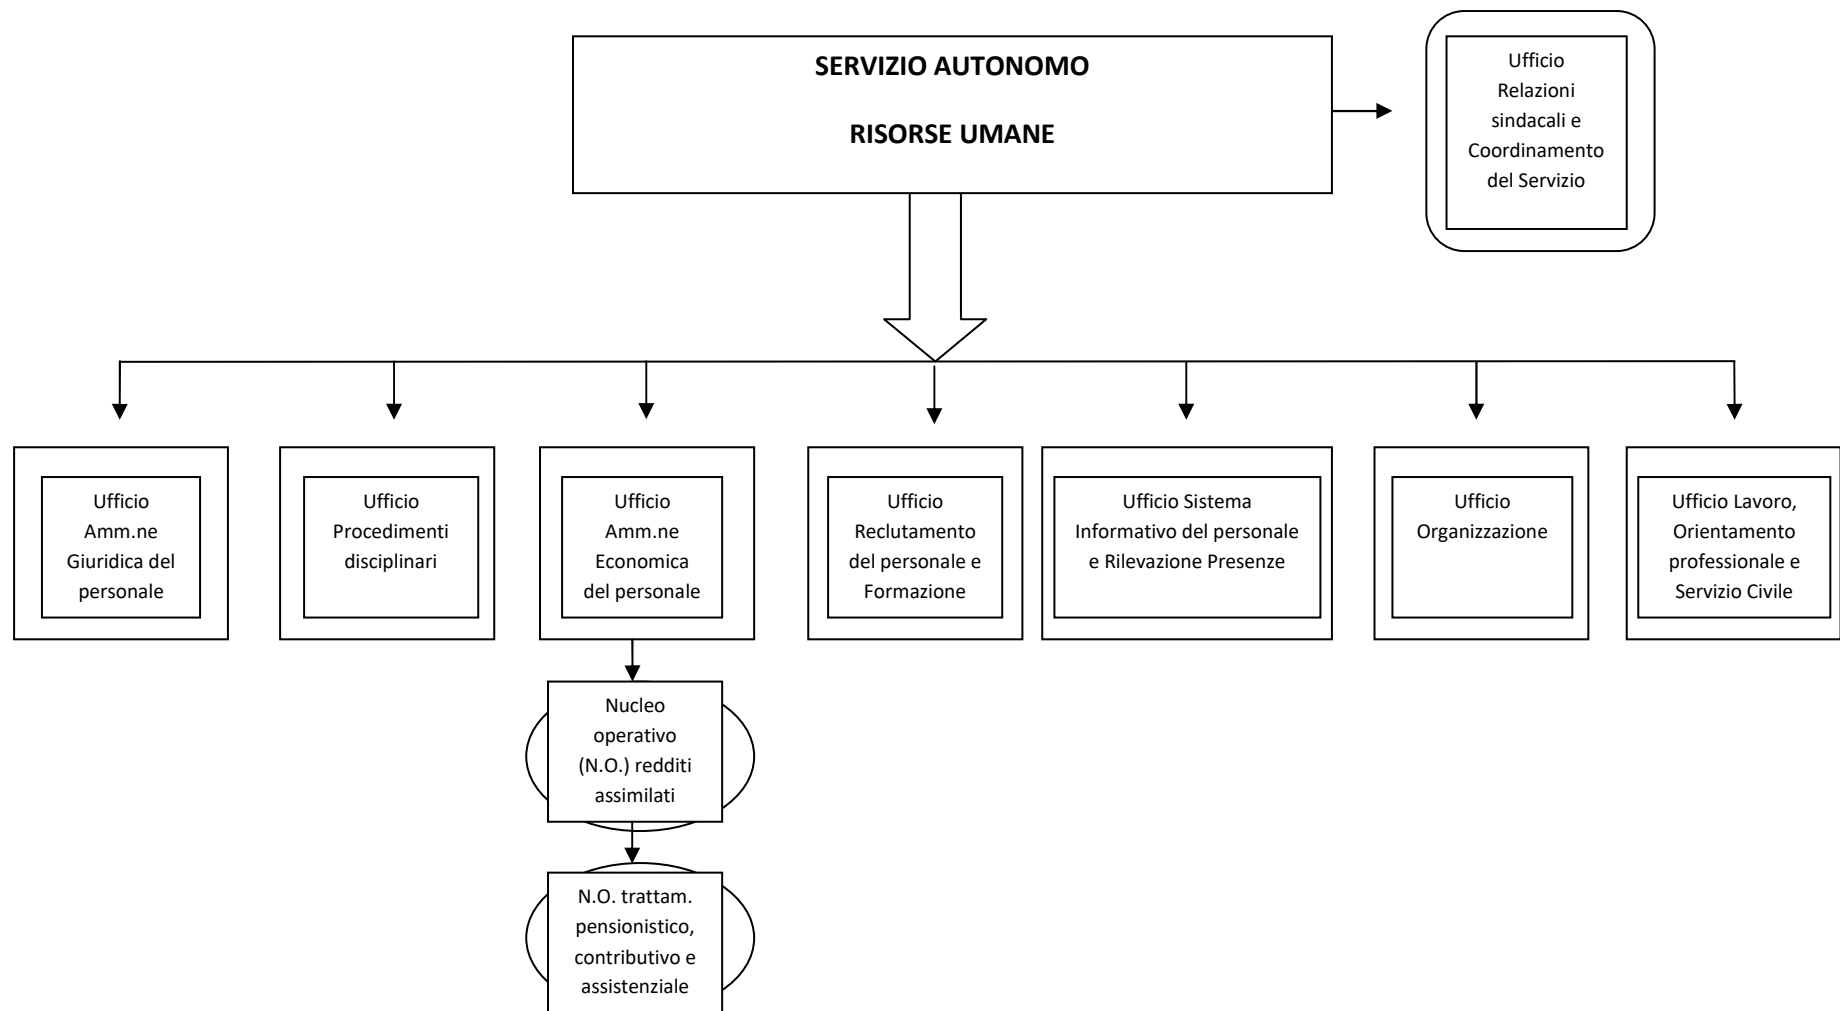 SERVIZIO AUTONOMO
RISORSE UMANE
Ufficio
Relazioni
sindacali e
Coordinamento
del Servizio
Ufficio
Amm.ne
Giuridica del
personale
Ufficio
Procedimenti
disciplinari
Ufficio
Amm.ne
Economica
del personale
Ufficio
Reclutamento
del personale e
Formazione
Ufficio Sistema
Informativo del personale
e Rilevazione Presenze
Ufficio
Organizzazione
Ufficio Lavoro,
Orientamento
professionale e
Servizio Civile
Nucleo
operativo
(N.O.) redditi
assimilati
N.O. trattam.
pensionistico,
contributivo e
assistenziale